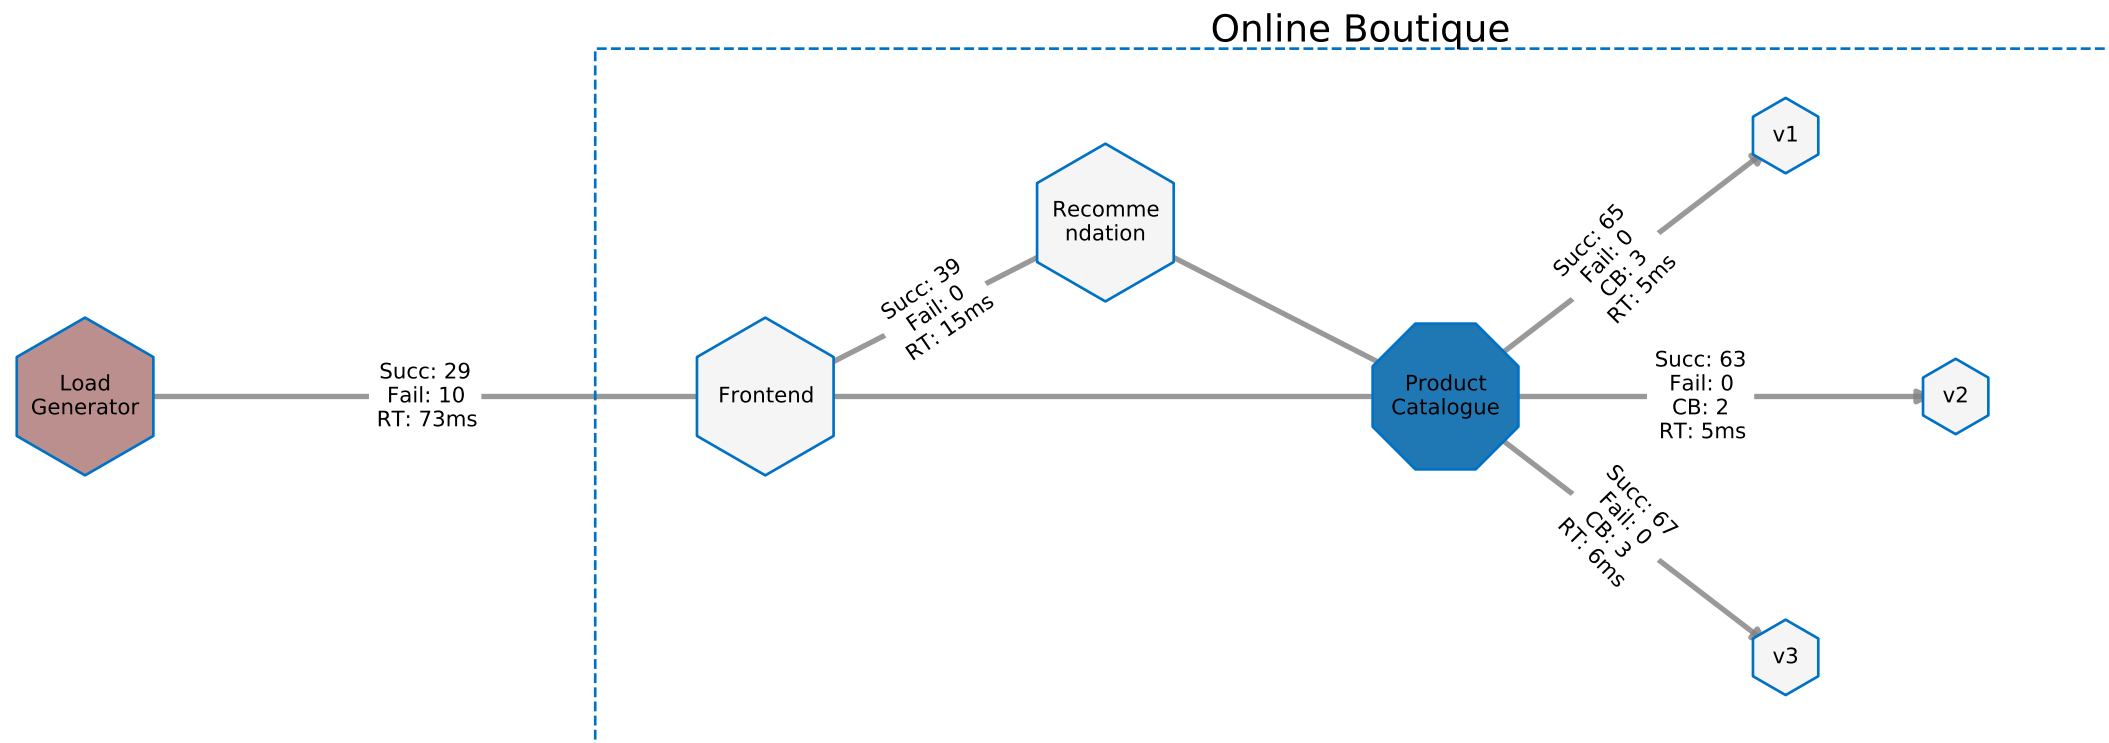 Online Boutique
Load
Generator
Succ: 29
Fail: 10
RT: 73ms
Frontend
Succ: 39
Fail: 0
RT: 15ms
Recomme
ndation
Product
Catalogue
Succ: 65
Fail: 0
CB: 3
RT: 5ms
v1
Succ: 63
Fail: 0
CB: 2
RT: 5ms
v2
Succ: 67
Fail: 0
CB: 3
RT: 6ms
v3